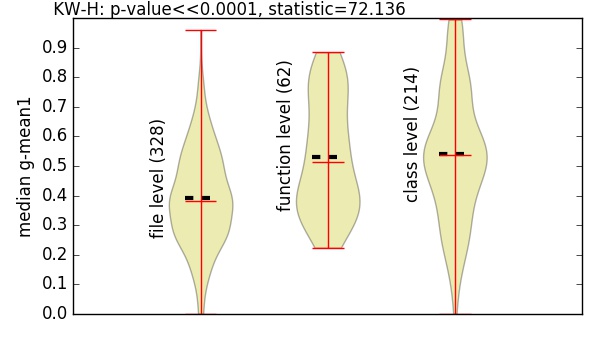 KW-H: p-value<<0.0001, statistic=72.136
median g-mean1
0.9
0.8
0.7
0.6
0.5
0.4
0.3
0.2
0.1
0.0
file level (328)
function level (62)
class level (214)